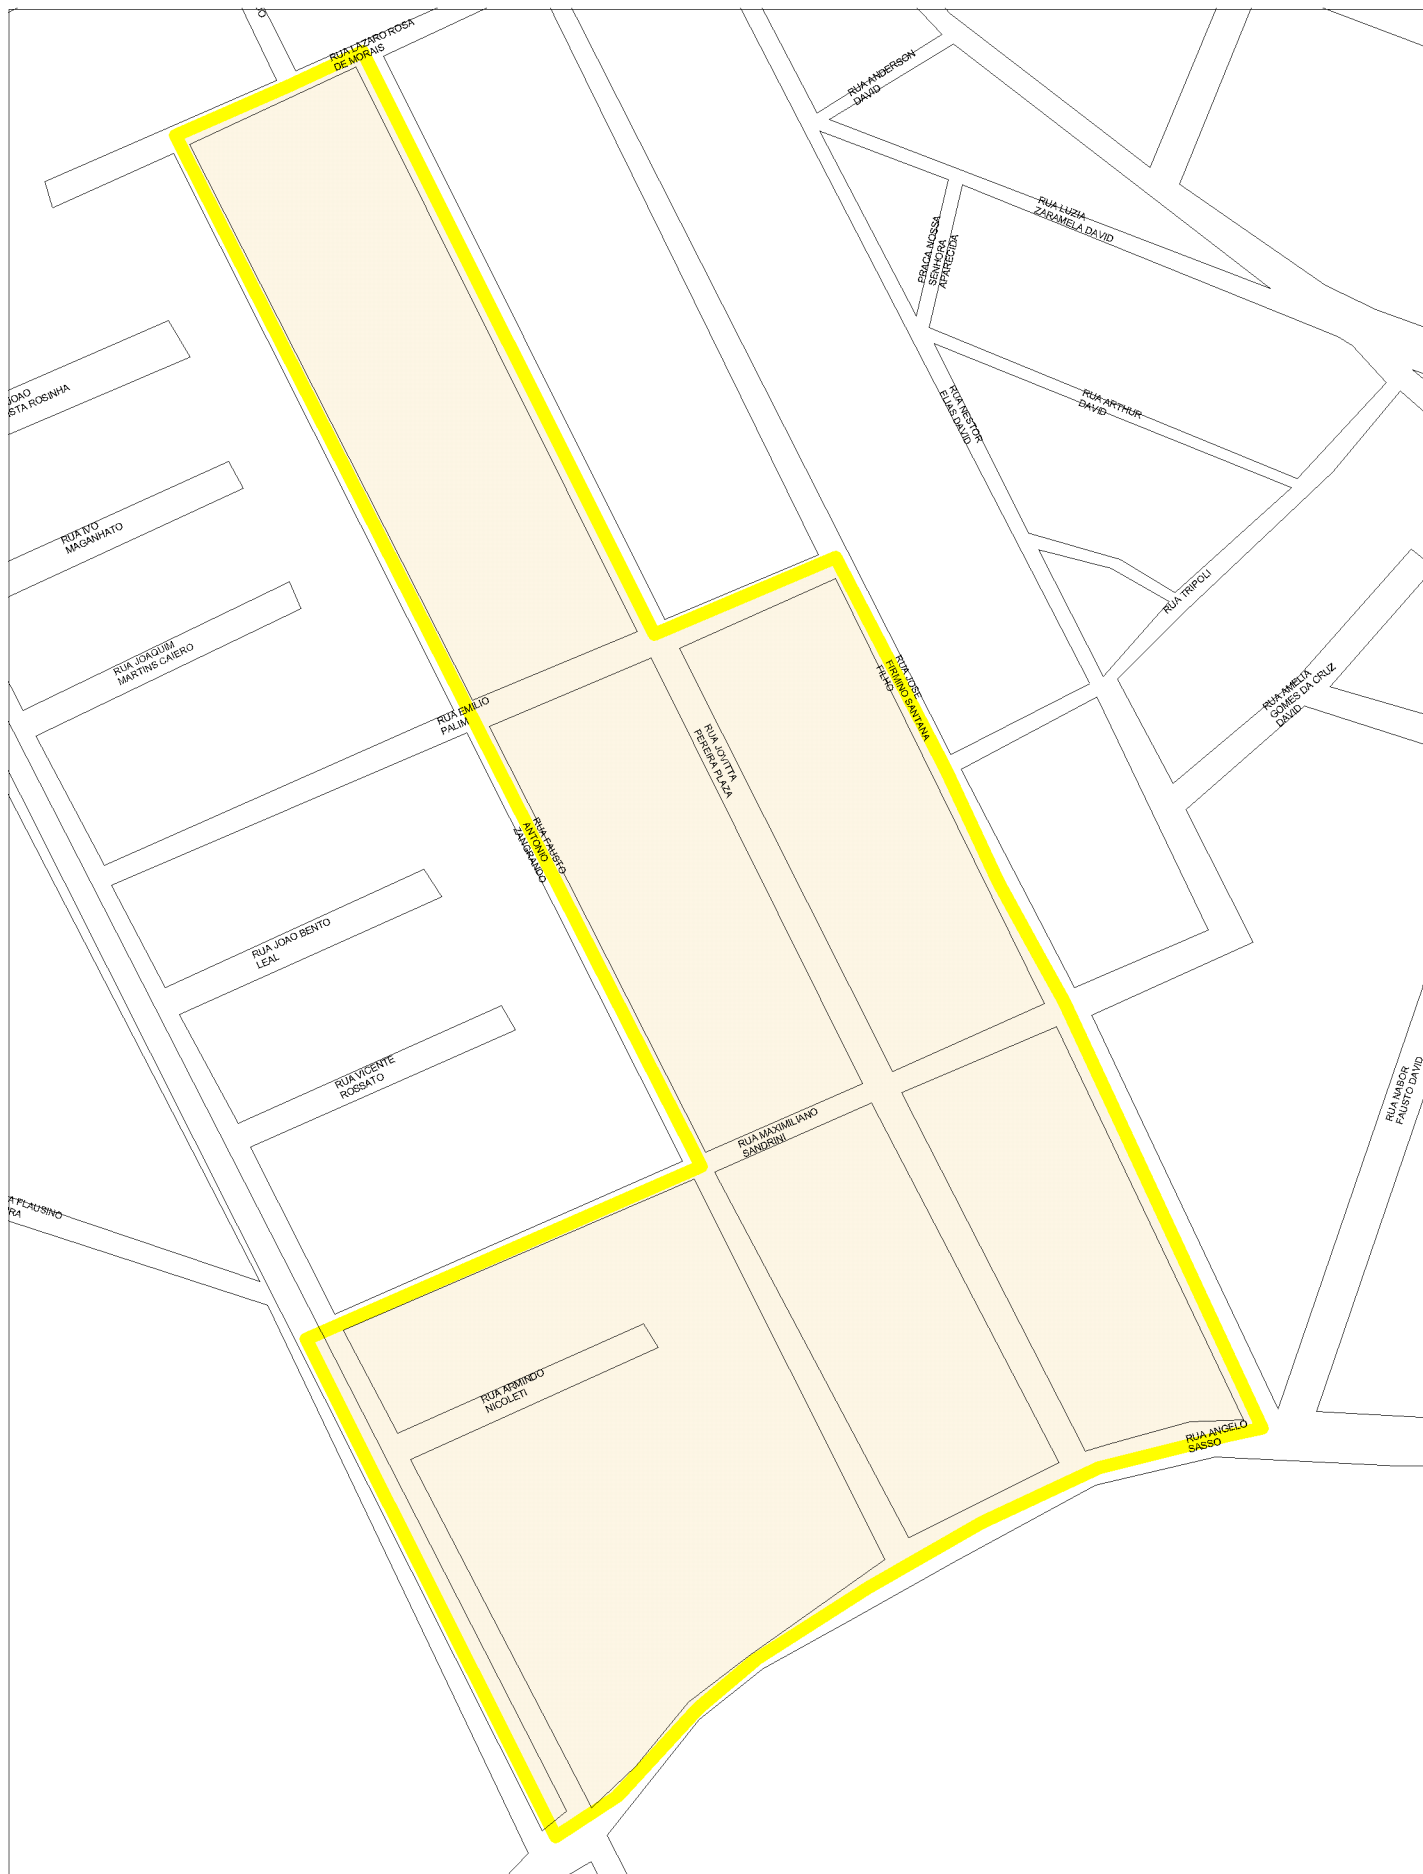 RUA LAZARO ROSA
DE MORAIS
RUA ANDERSON
DAVID
RUA LUZIA
ZARAMELA DAVID
PRACA NOSSA
SENHORA
APARECIDA
JOAO
STA ROSINHA
RUA ARTHUR
DAVID
RUA NESTOR
ELIAS DAVID
RUA IVO
MAGANHATO
RUA TRIPOLI
RUA JOAQUIM
MARTINS CAIERO
RUA JOSE
FIRMINO SANTANA
FILHO
RUA AMELIA
GOMES DA CRUZ
DAVID
RUA EMILIO
PALIM
RUA JOVITTA
PEREIRA PLAZA
RUA FAUSTO
ANTONIO
ZANGRANDO
RUA JOAO BENTO
LEAL
RUA VICENTE
ROSSATO
RUA NABOR
FAUSTO DAVID
RUA MAXIMILIANO
SANDRINI
A FLAUSINO
RA
RUA ARMINDO
NICOLETI
RUA ANGELO
SASSO